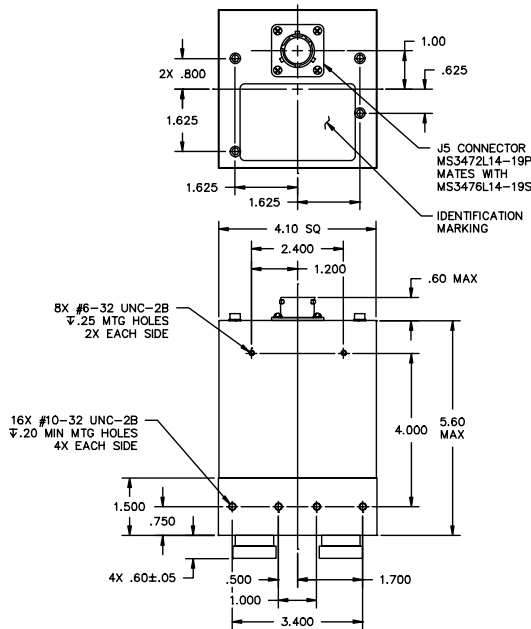 1.00
2X .800
.625
1.625
J5 CONNECTOR
MS3472L14-19P
MATES WITH
MS3476L14-19S
1.625
1.625
IDENTIFICATION
MARKING
4.10 SQ
2.400
1.200
.60 MAX
8X #6-32 UNC-2B
↧.25 MTG HOLES
2X EACH SIDE
4.000
5.60
MAX
16X #10-32 UNC-2B
↧.20 MIN MTG HOLES
4X EACH SIDE
1.500
.750
4X .60±.05
.500
1.700
1.000
3.400